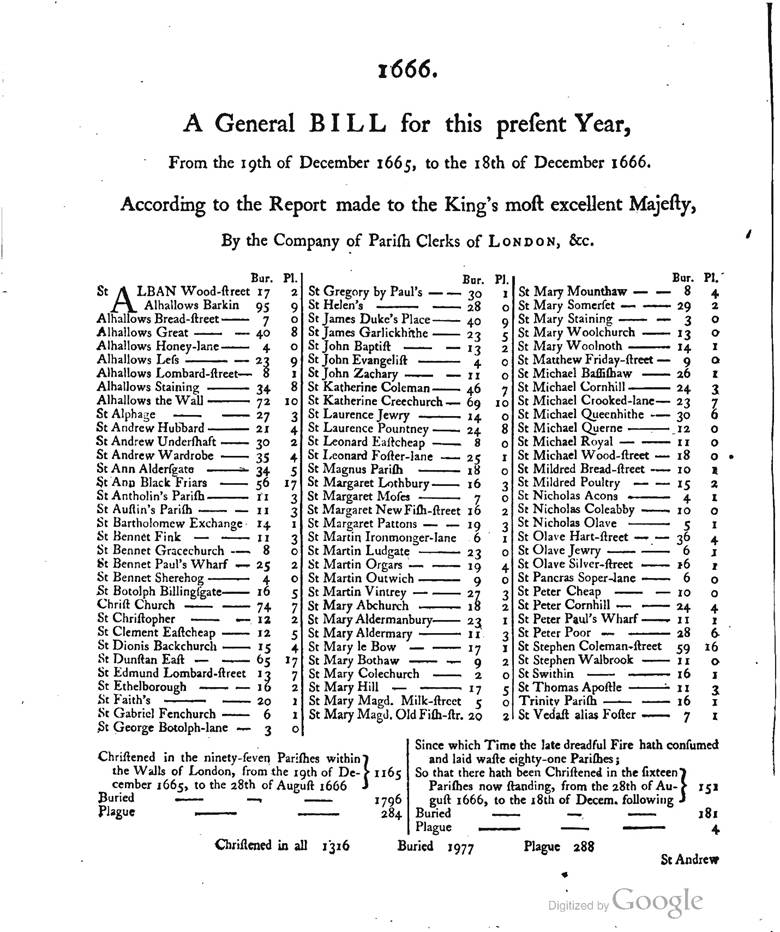 1666.
A General BILL for this preſent Year,
From the 19th of December 1665, to the 18th of December 1666.
According to the Report made to the King's moſt excellent Majeſty,
By the Company of Pariſh Clerks of LONDON, &c.
Bur. Pl.
St ALBAN Wood-ſtreet 17 2
Alhallows Barkin 95 9
Alhallows Bread-ſtreet — 7 0
Alhallows Great — — 40 8
Alhallows Honey-lane — 4 0
Alhallows Leſs — — 23 9
Alhallows Lombard-ſtreet — 8 1
Alhallows Staining — 34 8
Alhallows the Wall — 72 10
St Alphage — — 27 3
St Andrew Hubbard — 21 4
St Andrew Underſhaft — 30 2
St Andrew Wardrobe — 35 4
St Ann Alderſgate — 34 5
St Ann Black Friars — 56 17
St Antholin's Pariſh — 11 3
St Auſtin's Pariſh — — 11 3
St Bartholomew Exchange 14 1
St Bennet Fink — — 11 3
St Bennet Gracechurch — 8 0
St Bennet Paul's Wharf — 25 2
St Bennet Sherehog — 4 0
St Botolph Billingſgate — 16 5
Chriſt Church — — 74 7
St Chriſtopher — — 12 2
St Clement Eaſtcheap — 12 5
St Dionis Backchurch — 15 4
St Dunſtan Eaſt — — 65 17
St Edmund Lombard-ſtreet 13 7
St Ethelborough — — 16 2
St Faith's — — 20 1
St Gabriel Fenchurch — 6 1
St George Botolph-lane — 3 0
Bur. Pl.
St Gregory by Paul's — — 30 1
St Helen's — — 28 0
St James Duke's Place — 40 9
St James Garlickhithe — 23 5
St John Baptiſt — — 13 2
St John Evangeliſt — 4 0
St John Zachary — — 11 0
St Katherine Coleman — 46 7
St Katherine Creechurch — 69 10
St Laurence Jewry — 14 0
St Laurence Pountney — 24 8
St Leonard Eaſtcheap — 8 0
St Leonard Foſter-lane — 25 1
St Magnus Pariſh — 18 0
St Margaret Lothbury — 16 3
St Margaret Moſes — 7 0
St Margaret New Fiſh-ſtreet 16 2
St Margaret Pattons — — 19 3
St Martin Ironmonger-lane 6 1
St Martin Ludgate — 23 0
St Martin Orgars — — 19 4
St Martin Outwich — 9 0
St Martin Vintrey — — 27 3
St Mary Abchurch — 18 2
St Mary Aldermanbury — 23 1
St Mary Aldermary — 11 3
St Mary le Bow — — 17 1
St Mary Bothaw — — 9 2
St Mary Colechurch — 2 0
St Mary Hill — — 17 5
St Mary Magd. Milk-ſtreet 5 0
St Mary Magd. Old Fiſh-ſtr. 20 2
Bur. Pl.
St Mary Mounthaw — — 8 4
St Mary Somerſet — — 29 2
St Mary Staining — — 3 0
St Mary Woolchurch — 13 0
St Mary Woolnoth — 14 1
St Matthew Friday-ſtreet — 9 0
St Michael Baſſiſhaw — 26 1
St Michael Cornhill — 24 3
St Michael Crooked-lane — 23 7
St Michael Queenhithe — 30 6
St Michael Querne — 12 0
St Michael Royal — — 11 0
St Michael Wood-ſtreet — 18 0
St Mildred Bread-ſtreet — 10 1
St Mildred Poultry — — 15 2
St Nicholas Acons — 4 1
St Nicholas Coleabby — 10 0
St Nicholas Olave — 5 1
St Olave Hart-ſtreet — — 36 4
St Olave Jewry — — 6 1
St Olave Silver-ſtreet — 16 1
St Pancras Soper-lane — 6 0
St Peter Cheap — — 10 0
St Peter Cornhill — — 24 4
St Peter Paul's Wharf — 11 1
St Peter Poor — — 28 6
St Stephen Coleman-ſtreet 59 16
St Stephen Walbrook — 11 0
St Swithin — — 16 1
St Thomas Apoſtle — 11 3
Trinity Pariſh — — 16 1
St Vedaſt alias Foſter — 7 1
Chriſtened in the ninety-ſeven Pariſhes within
the Walls of London, from the 19th of De-
cember 1665, to the 28th of Auguſt 1666 } 1165
Buried — — — 1796
Plague — — 284
Since which Time the late dreadful Fire hath conſumed
and laid waſte eighty-one Pariſhes;
So that there hath been Chriſtened in the ſixteen
Pariſhes now ſtanding, from the 28th of Au-
guſt 1666, to the 18th of Decem. following } 151
Buried — — — 181
Plague — — — 4
Chriſtened in all 1316 Buried 1977 Plague 288
St Andrew
Digitized by Google